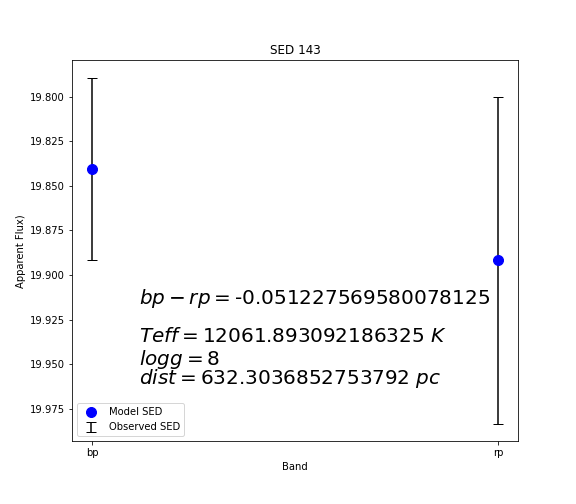 SED 143
19.800
19.825
19.850
19.875
19.900
19.925
19.950
19.975
Apparent Flux)
bp − rp = -0.051227569580078125
Teff = 12061.893092186325 K
logg = 8
dist = 632.3036852753792 pc
Model SED
Observed SED
bp
rp
Band